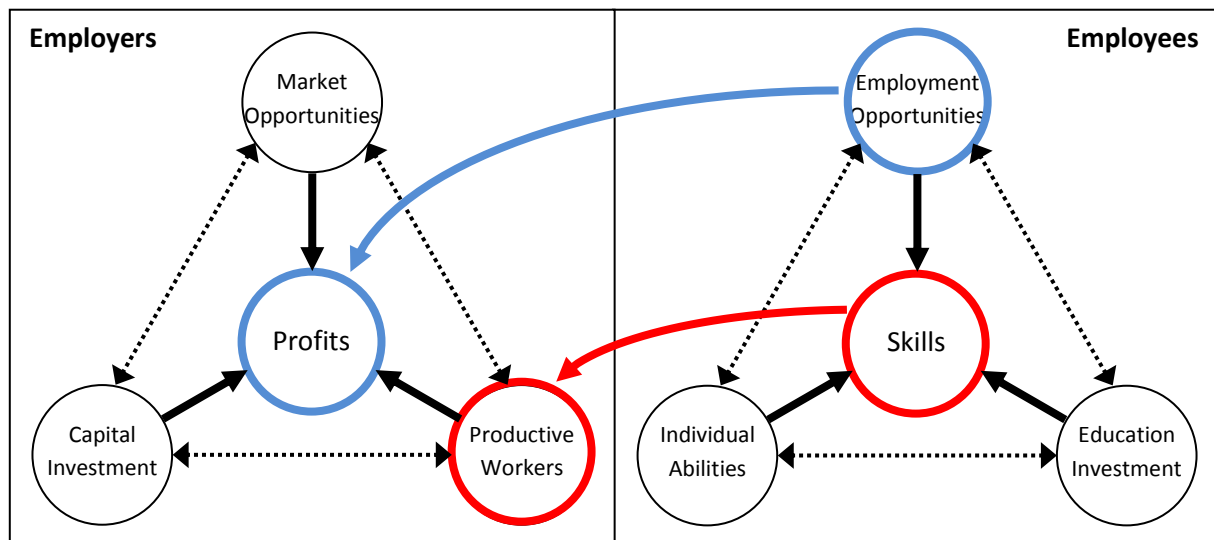 Employers
Employees
Market
Opportunities
Employment
Opportunities
Profits
Skills
Capital
Investment
Productive
Workers
Individual
Abilities
Education
Investment